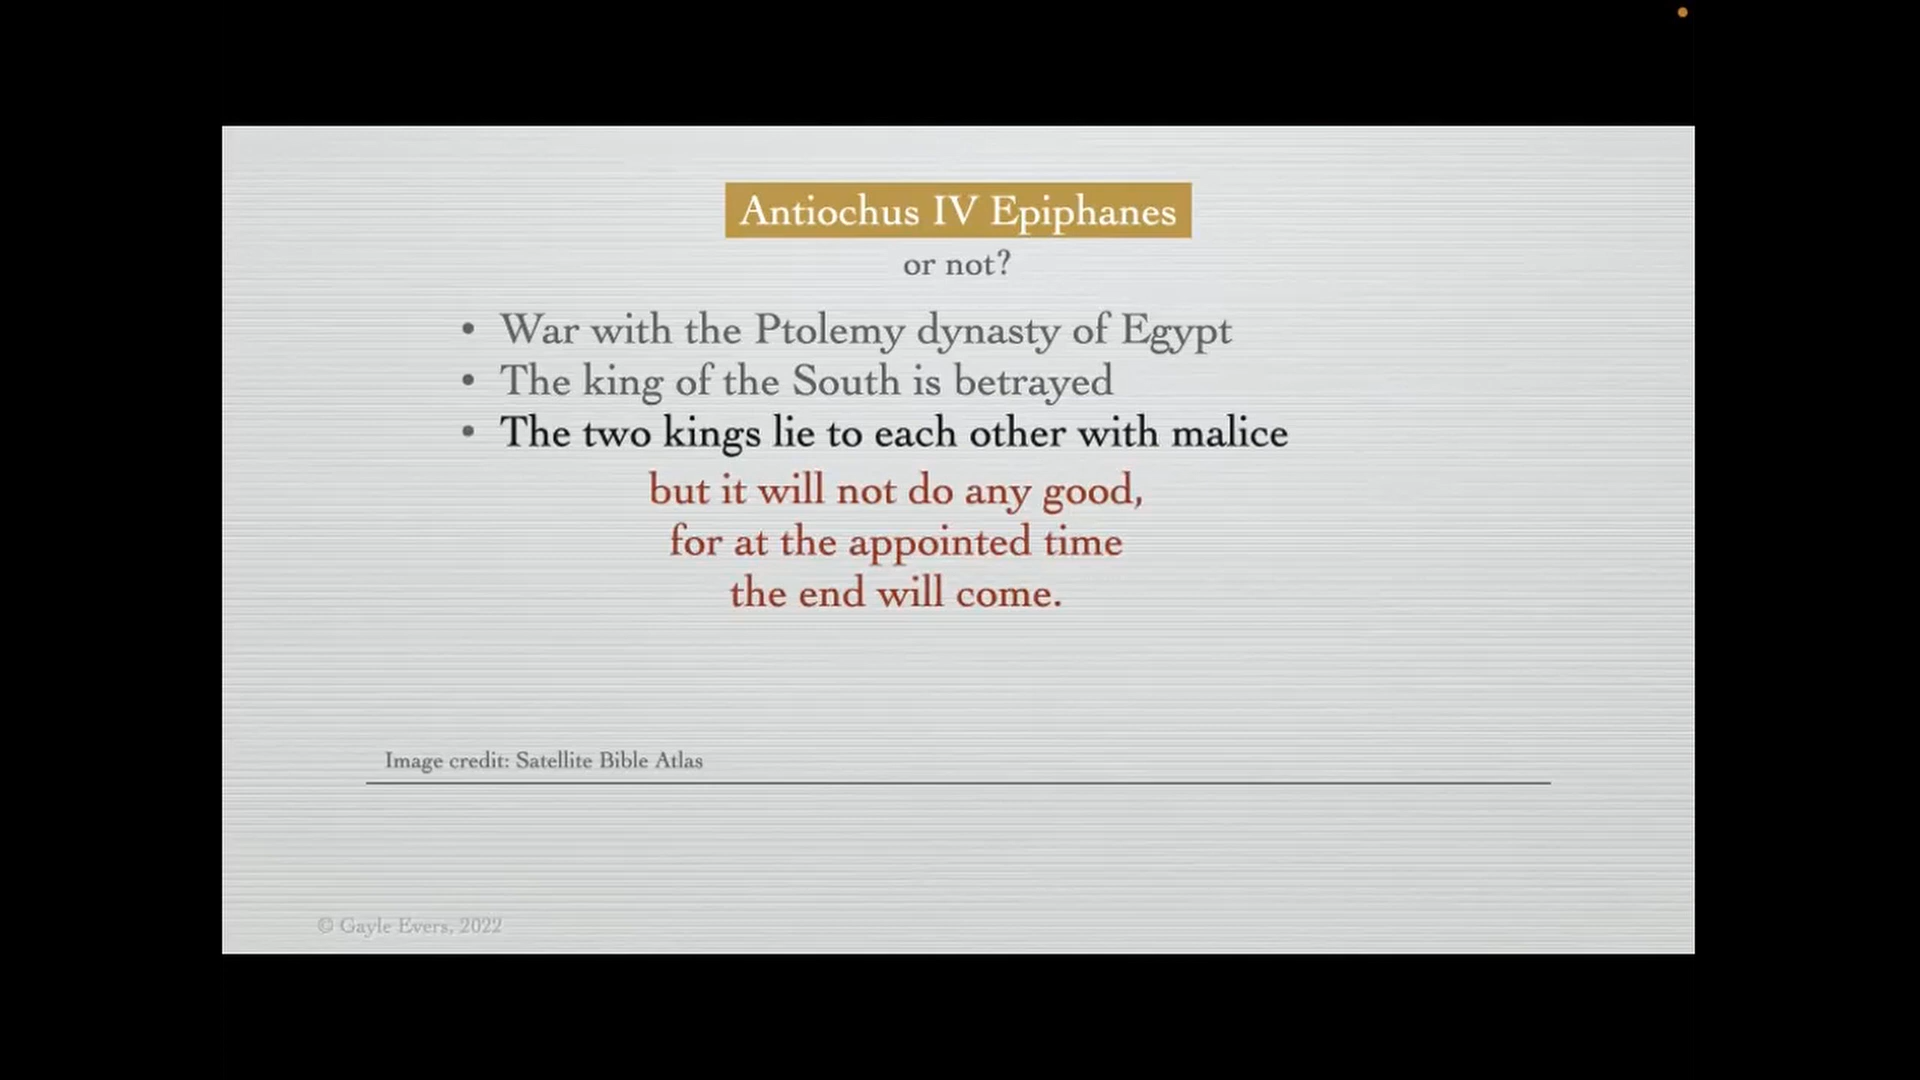 Antiochus IV Epiphanes
or not?
• War with the Ptolemy dynasty of Egypt
• The king of the South is betrayed
• The two kings lie to each other with malice
but it will not do any good,
for at the appointed time
the end will come.
Image credit: Satellite Bible Atlas
© Gayle Evers, 2022